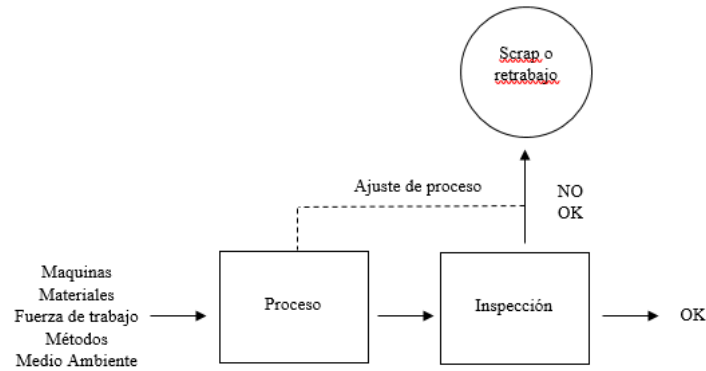 Scrap o
retrabajo
Ajuste de proceso
NO
OK
Maquinas
Materiales
Fuerza de trabajo
Métodos
Medio Ambiente
Proceso
Inspección
OK